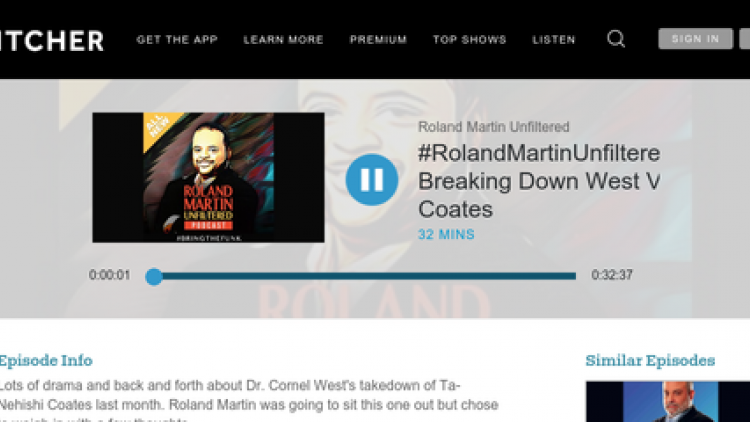 ITCHER
GET THE APP
LEARN MORE
PREMIUM
TOP SHOWS
LISTEN
SIGN IN
ALL NEW
ROLAND
MARTIN
UNFILTERED
PODCAST
#BRINGTHEFUNK
Roland Martin Unfiltered
#RolandMartinUnfiltere
Breaking Down West V
Coates
32 MINS
0:00:01
0:32:37
ROLAND
Episode Info
Lots of drama and back and forth about Dr. Cornel West's takedown of Ta-
Nehishi Coates last month. Roland Martin was going to sit this one out but chose
Similar Episodes